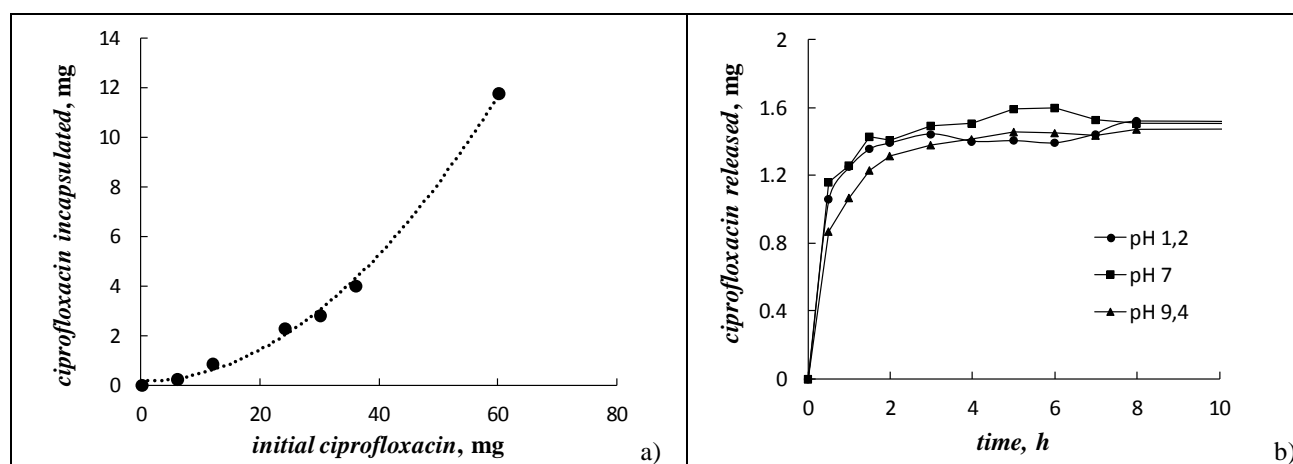 ciprofloxacin incapsulated, mg
14
12
10
8
6
4
2
0
0 20 40 60 80
initial ciprofloxacin, mg
a)
ciprofloxacin released, mg
2
1.6
1.2
0.8
0.4
0
pH 1,2
pH 7
pH 9,4
0 2 4 6 8 10
time, h
b)